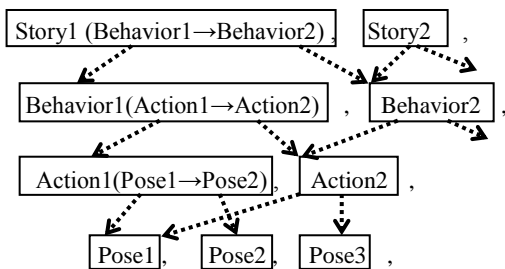 Story1 (Behavior1→Behavior2) , Story2 ,
Behavior1(Action1→Action2) , Behavior2 ,
Action1(Pose1→Pose2) , Action2 ,
Pose1 , Pose2 , Pose3 ,